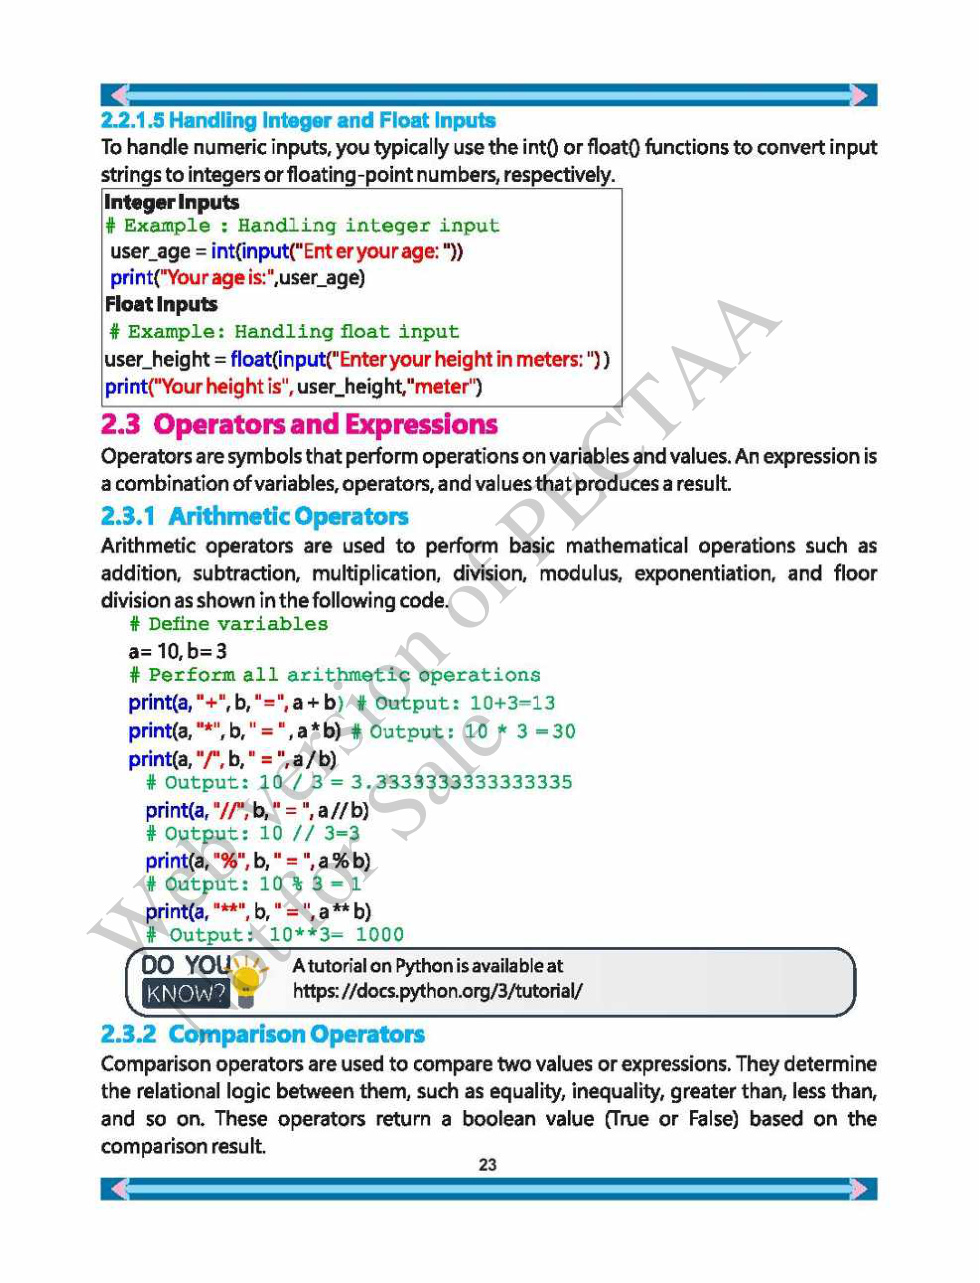 2.2.1.5 Handling Integer and Float Inputs
To handle numeric inputs, you typically use the int() or float() functions to convert input
strings to integers or floating-point numbers, respectively.
Integer Inputs
# Example : Handling integer input
user_age = int(input("Ent er your age: "))
print("Your age is:",user_age)
Float Inputs
# Example: Handling float input
user_height = float(input("Enter your height in meters: ") )
print("Your height is", user_height,"meter")
2.3 Operators and Expressions
Operators are symbols that perform operations on variables and values. An expression is
a combination of variables, operators, and values that produces a result.
2.3.1 Arithmetic Operators
Arithmetic operators are used to perform basic mathematical operations such as
addition, subtraction, multiplication, division, modulus, exponentiation, and floor
division as shown in the following code.
# Define variables
a= 10, b= 3
# Perform all arithmetic operations
print(a, "+", b, "=", a + b) # Output: 10+3=13
print(a, "*", b, " = ", a * b) # Output: 10 * 3 =30
print(a, "/", b, " = ", a / b)
# Output: 10 / 3 = 3.3333333333333335
print(a, "//", b, " = ", a // b)
# Output: 10 // 3=3
print(a, "%", b, " = ", a % b)
# Output: 10 % 3 = 1
print(a, "**", b, " = ", a ** b)
# Output: 10**3= 1000
DO YOU
KNOW?
A tutorial on Python is available at
https: //docs.python.org/3/tutorial/
2.3.2 Comparison Operators
Comparison operators are used to compare two values or expressions. They determine
the relational logic between them, such as equality, inequality, greater than, less than,
and so on. These operators return a boolean value (True or False) based on the
comparison result.
23
Web version of PECTAA
Not for Sale